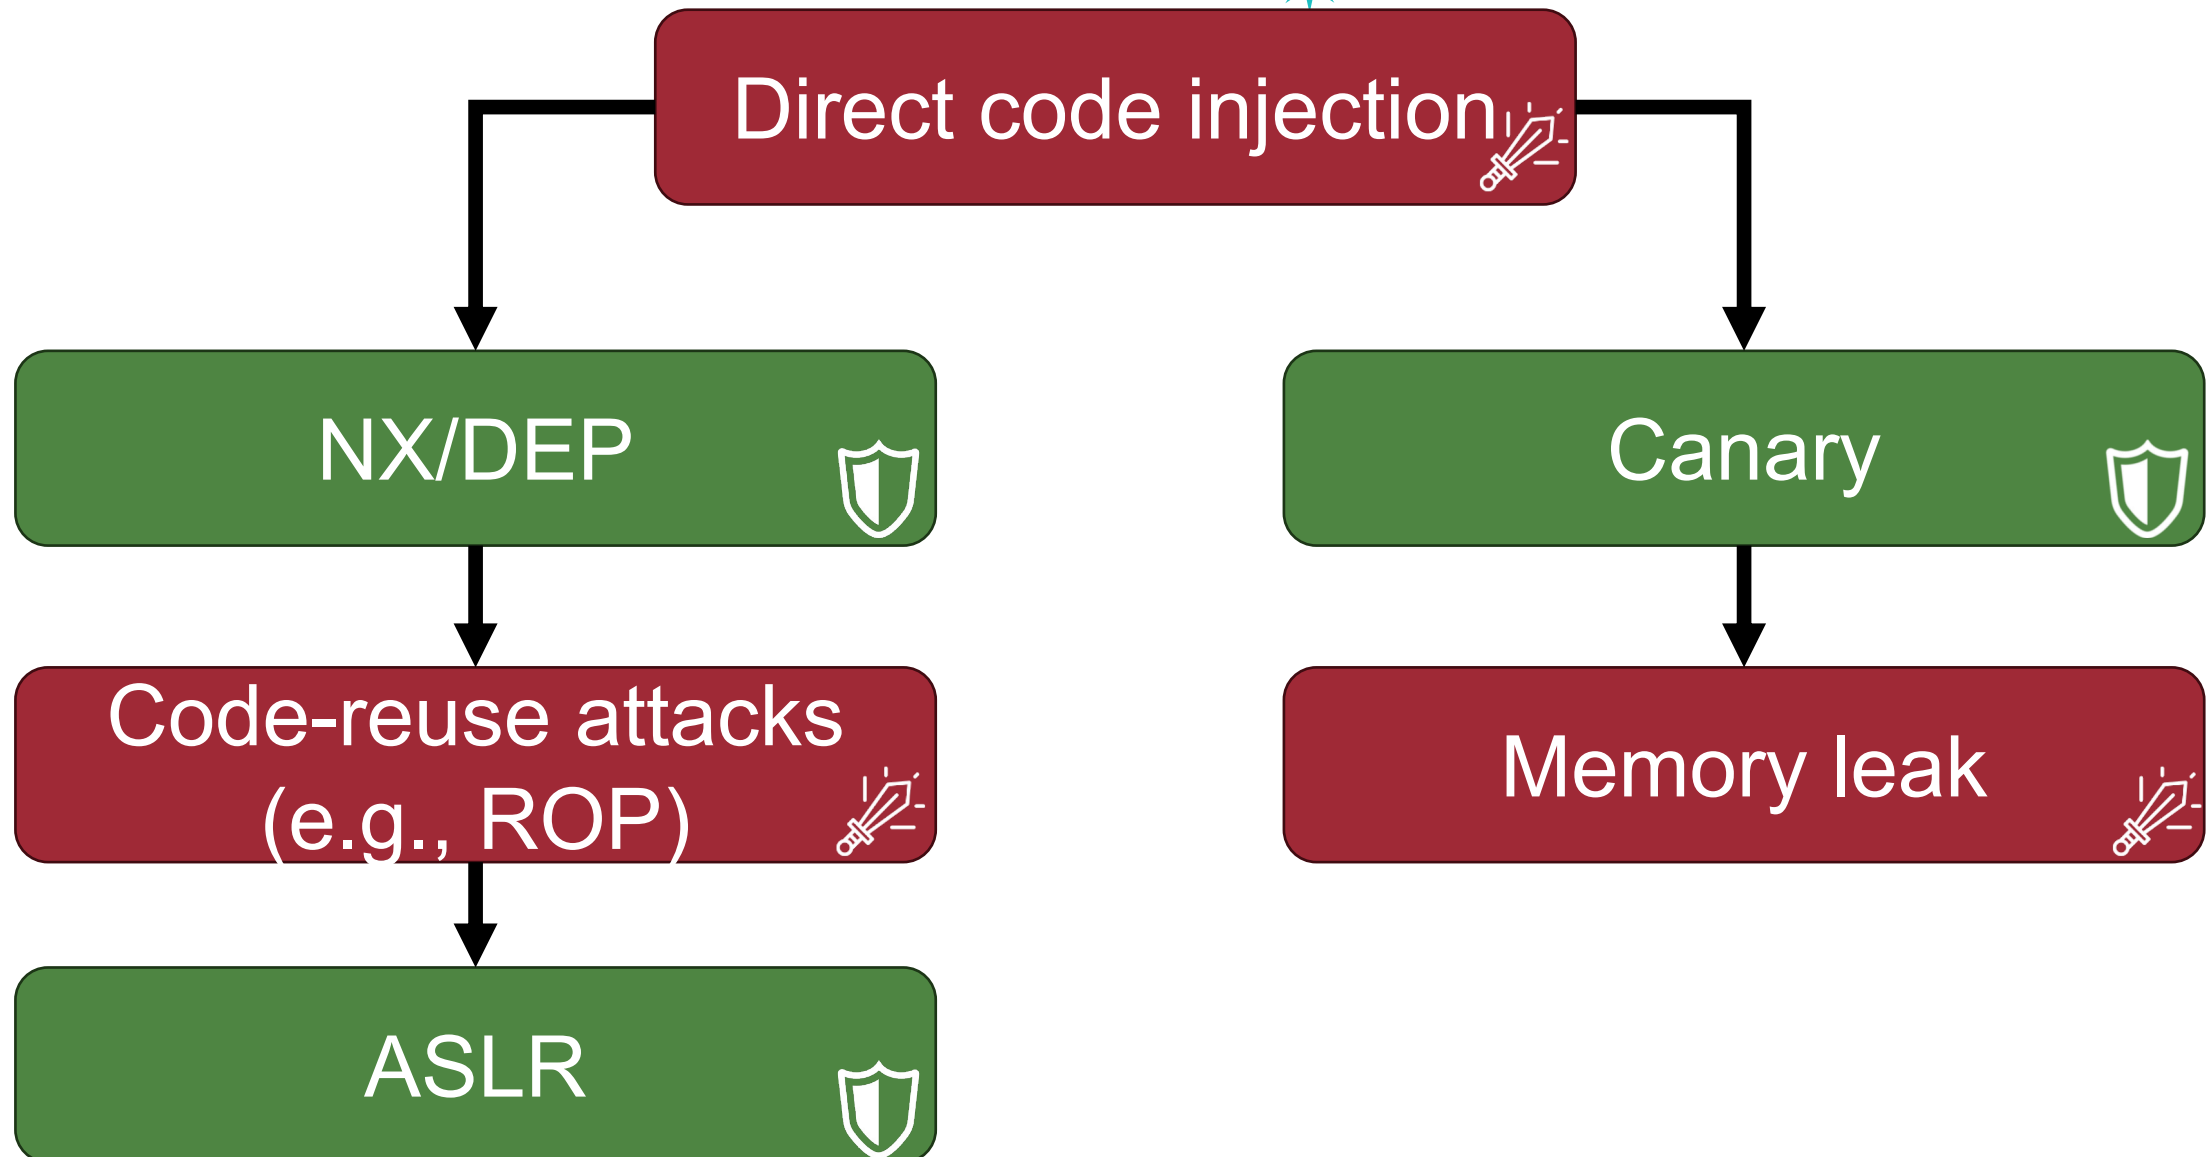 Direct code injection
NX/DEP
Canary
Code-reuse attacks
(e.g., ROP)
Memory leak
ASLR